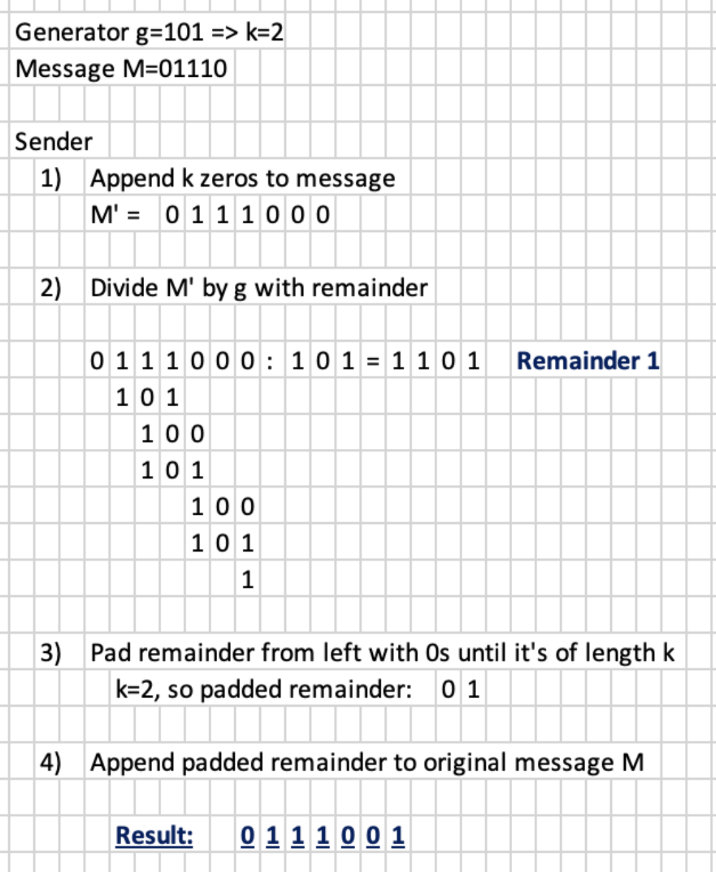 Generator g=101 => k=2
Message M=01110
Sender
1) Append k zeros to message
M' = 0 1 1 1 0 0 0
2) Divide M' by g with remainder
0 1 1 1 0 0 0 : 1 0 1 = 1 1 0 1 Remainder 1
1 0 1
1 0 0
1 0 1
1 0 0
1 0 1
1
3) Pad remainder from left with 0s until it's of length k
k=2, so padded remainder: 0 1
4) Append padded remainder to original message M
Result: 0 1 1 1 0 0 1